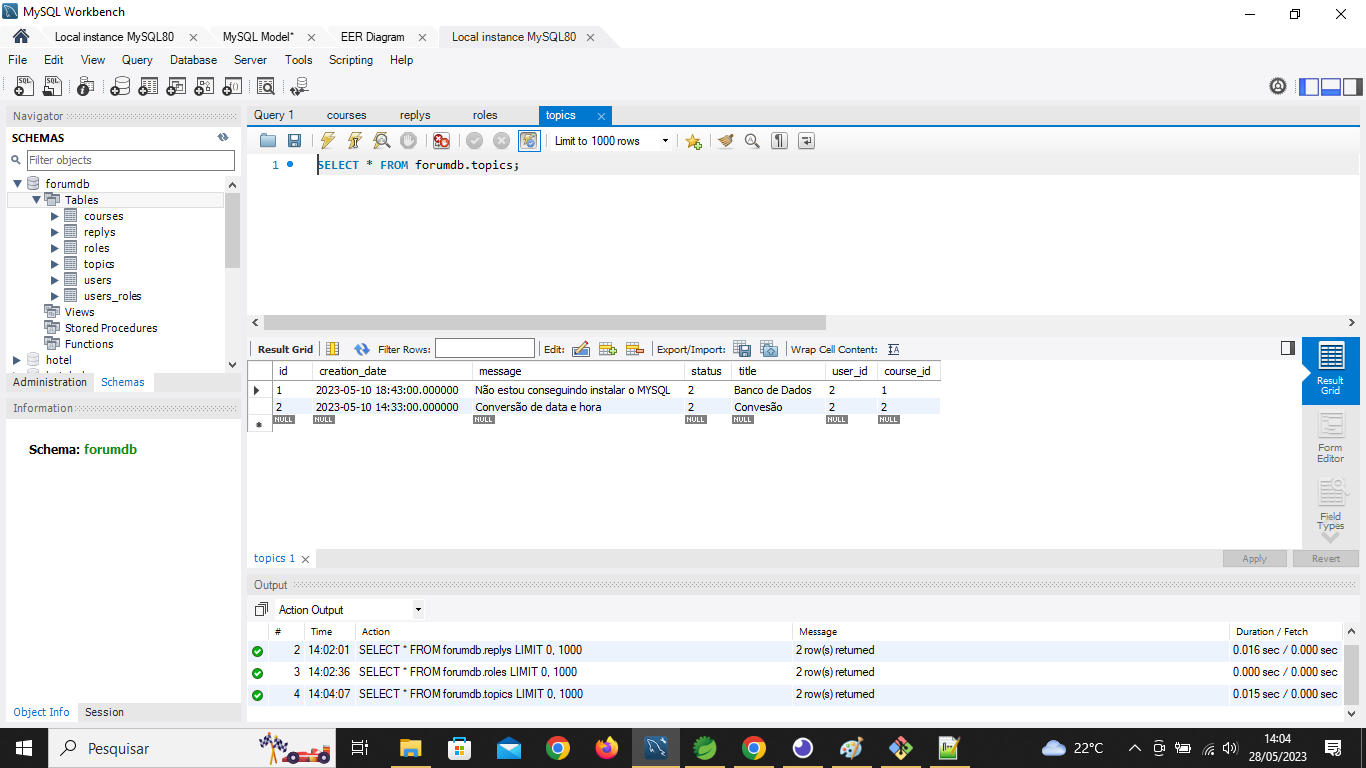 MySQL Workbench
Local instance MySQL80 MySQL Model* EER Diagram Local instance MySQL80
File Edit View Query Database Server Tools Scripting Help
Navigator
SCHEMAS
Filter objects
forumdb
Tables
courses
replys
roles
topics
users
users_roles
Views
Stored Procedures
Functions
hotel
Administration Schemas
Information
Schema: forumdb
Object Info Session
Query 1 courses replys roles topics
Limit to 1000 rows
1 SELECT * FROM forumdb.topics;
Result Grid Filter Rows: Edit: Export/Import: Wrap Cell Content:
id creation_date message status title user_id course_id
1 2023-05-10 18:43:00.000000 Não estou conseguindo instalar o MYSQL 2 Banco de Dados 2 1
2 2023-05-10 14:33:00.000000 Conversão de data e hora 2 Convesão 2 2
NULL NULL NULL NULL NULL NULL NULL
Result
Grid
Form
Editor
Field
Types
topics 1 Apply Revert
Output
Action Output
# Time Action Message Duration / Fetch
2 14:02:01 SELECT * FROM forumdb.replys LIMIT 0, 1000 2 row(s) returned 0.016 sec / 0.000 sec
3 14:02:36 SELECT * FROM forumdb.roles LIMIT 0, 1000 2 row(s) returned 0.000 sec / 0.000 sec
4 14:04:07 SELECT * FROM forumdb.topics LIMIT 0, 1000 2 row(s) returned 0.015 sec / 0.000 sec
Pesquisar 22°C 14:04
28/05/2023